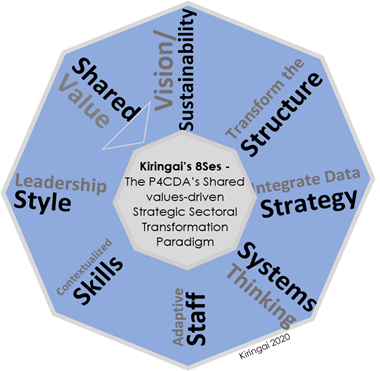 Vision/
Sustainability
Transform the
Structure
Integrate Data
Strategy
Systems
Thinking
Kiringai 2020
Adaptive
Staff
Contextualized
Skills
Leadership
Style
Shared
Value
Kiringai's 8Ses -
The P4CDA's Shared
values-driven
Strategic Sectoral
Transformation
Paradigm